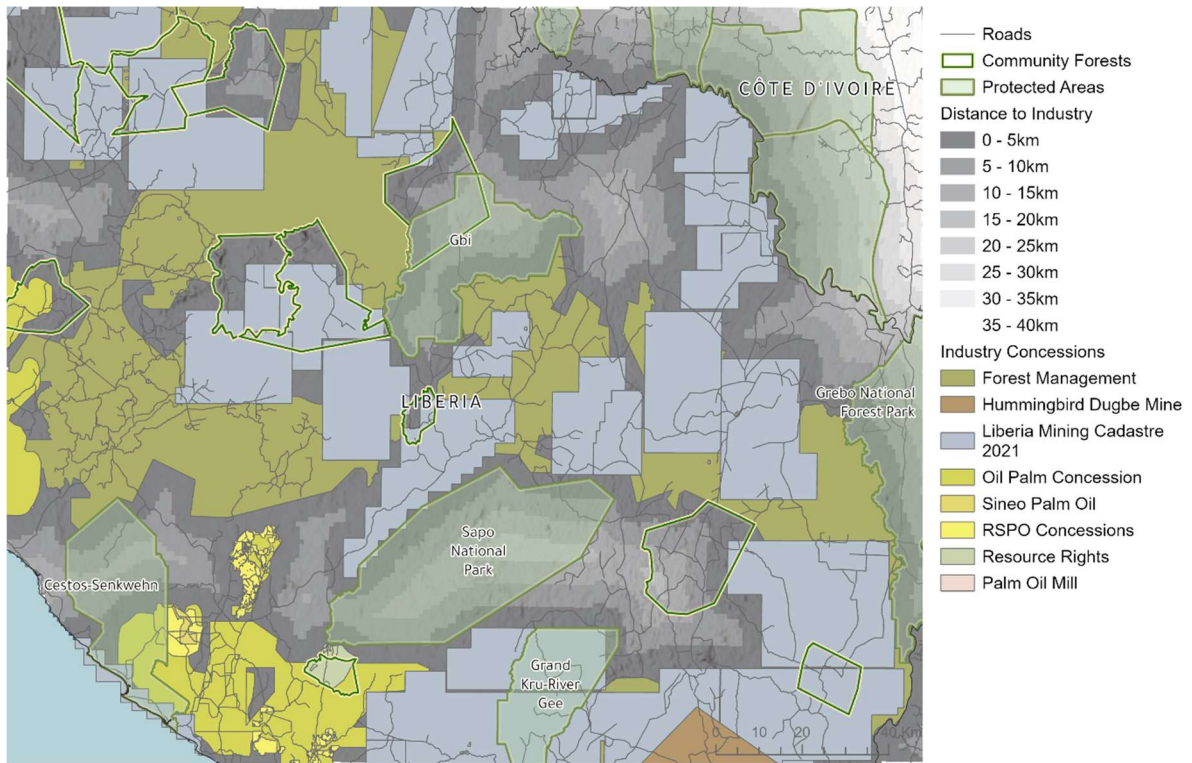 CÔTE D'IVOIRE
Gbi
Grebo National
Forest Park
LIBERIA
Sapo
National
Park
Cestos-Senkwehn
Grand
Kru-River
Gee
0 10 20 40 Km
Roads
Community Forests
Protected Areas
Distance to Industry
0 - 5km
5 - 10km
10 - 15km
15 - 20km
20 - 25km
25 - 30km
30 - 35km
35 - 40km
Industry Concessions
Forest Management
Hummingbird Dugbe Mine
Liberia Mining Cadastre
2021
Oil Palm Concession
Sineo Palm Oil
RSPO Concessions
Resource Rights
Palm Oil Mill